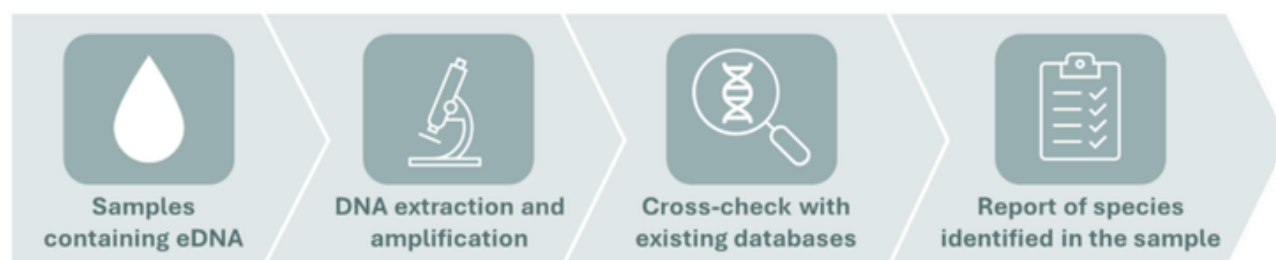 Samples
containing eDNA
DNA extraction and
amplification
Cross-check with
existing databases
Report of species
identified in the sample